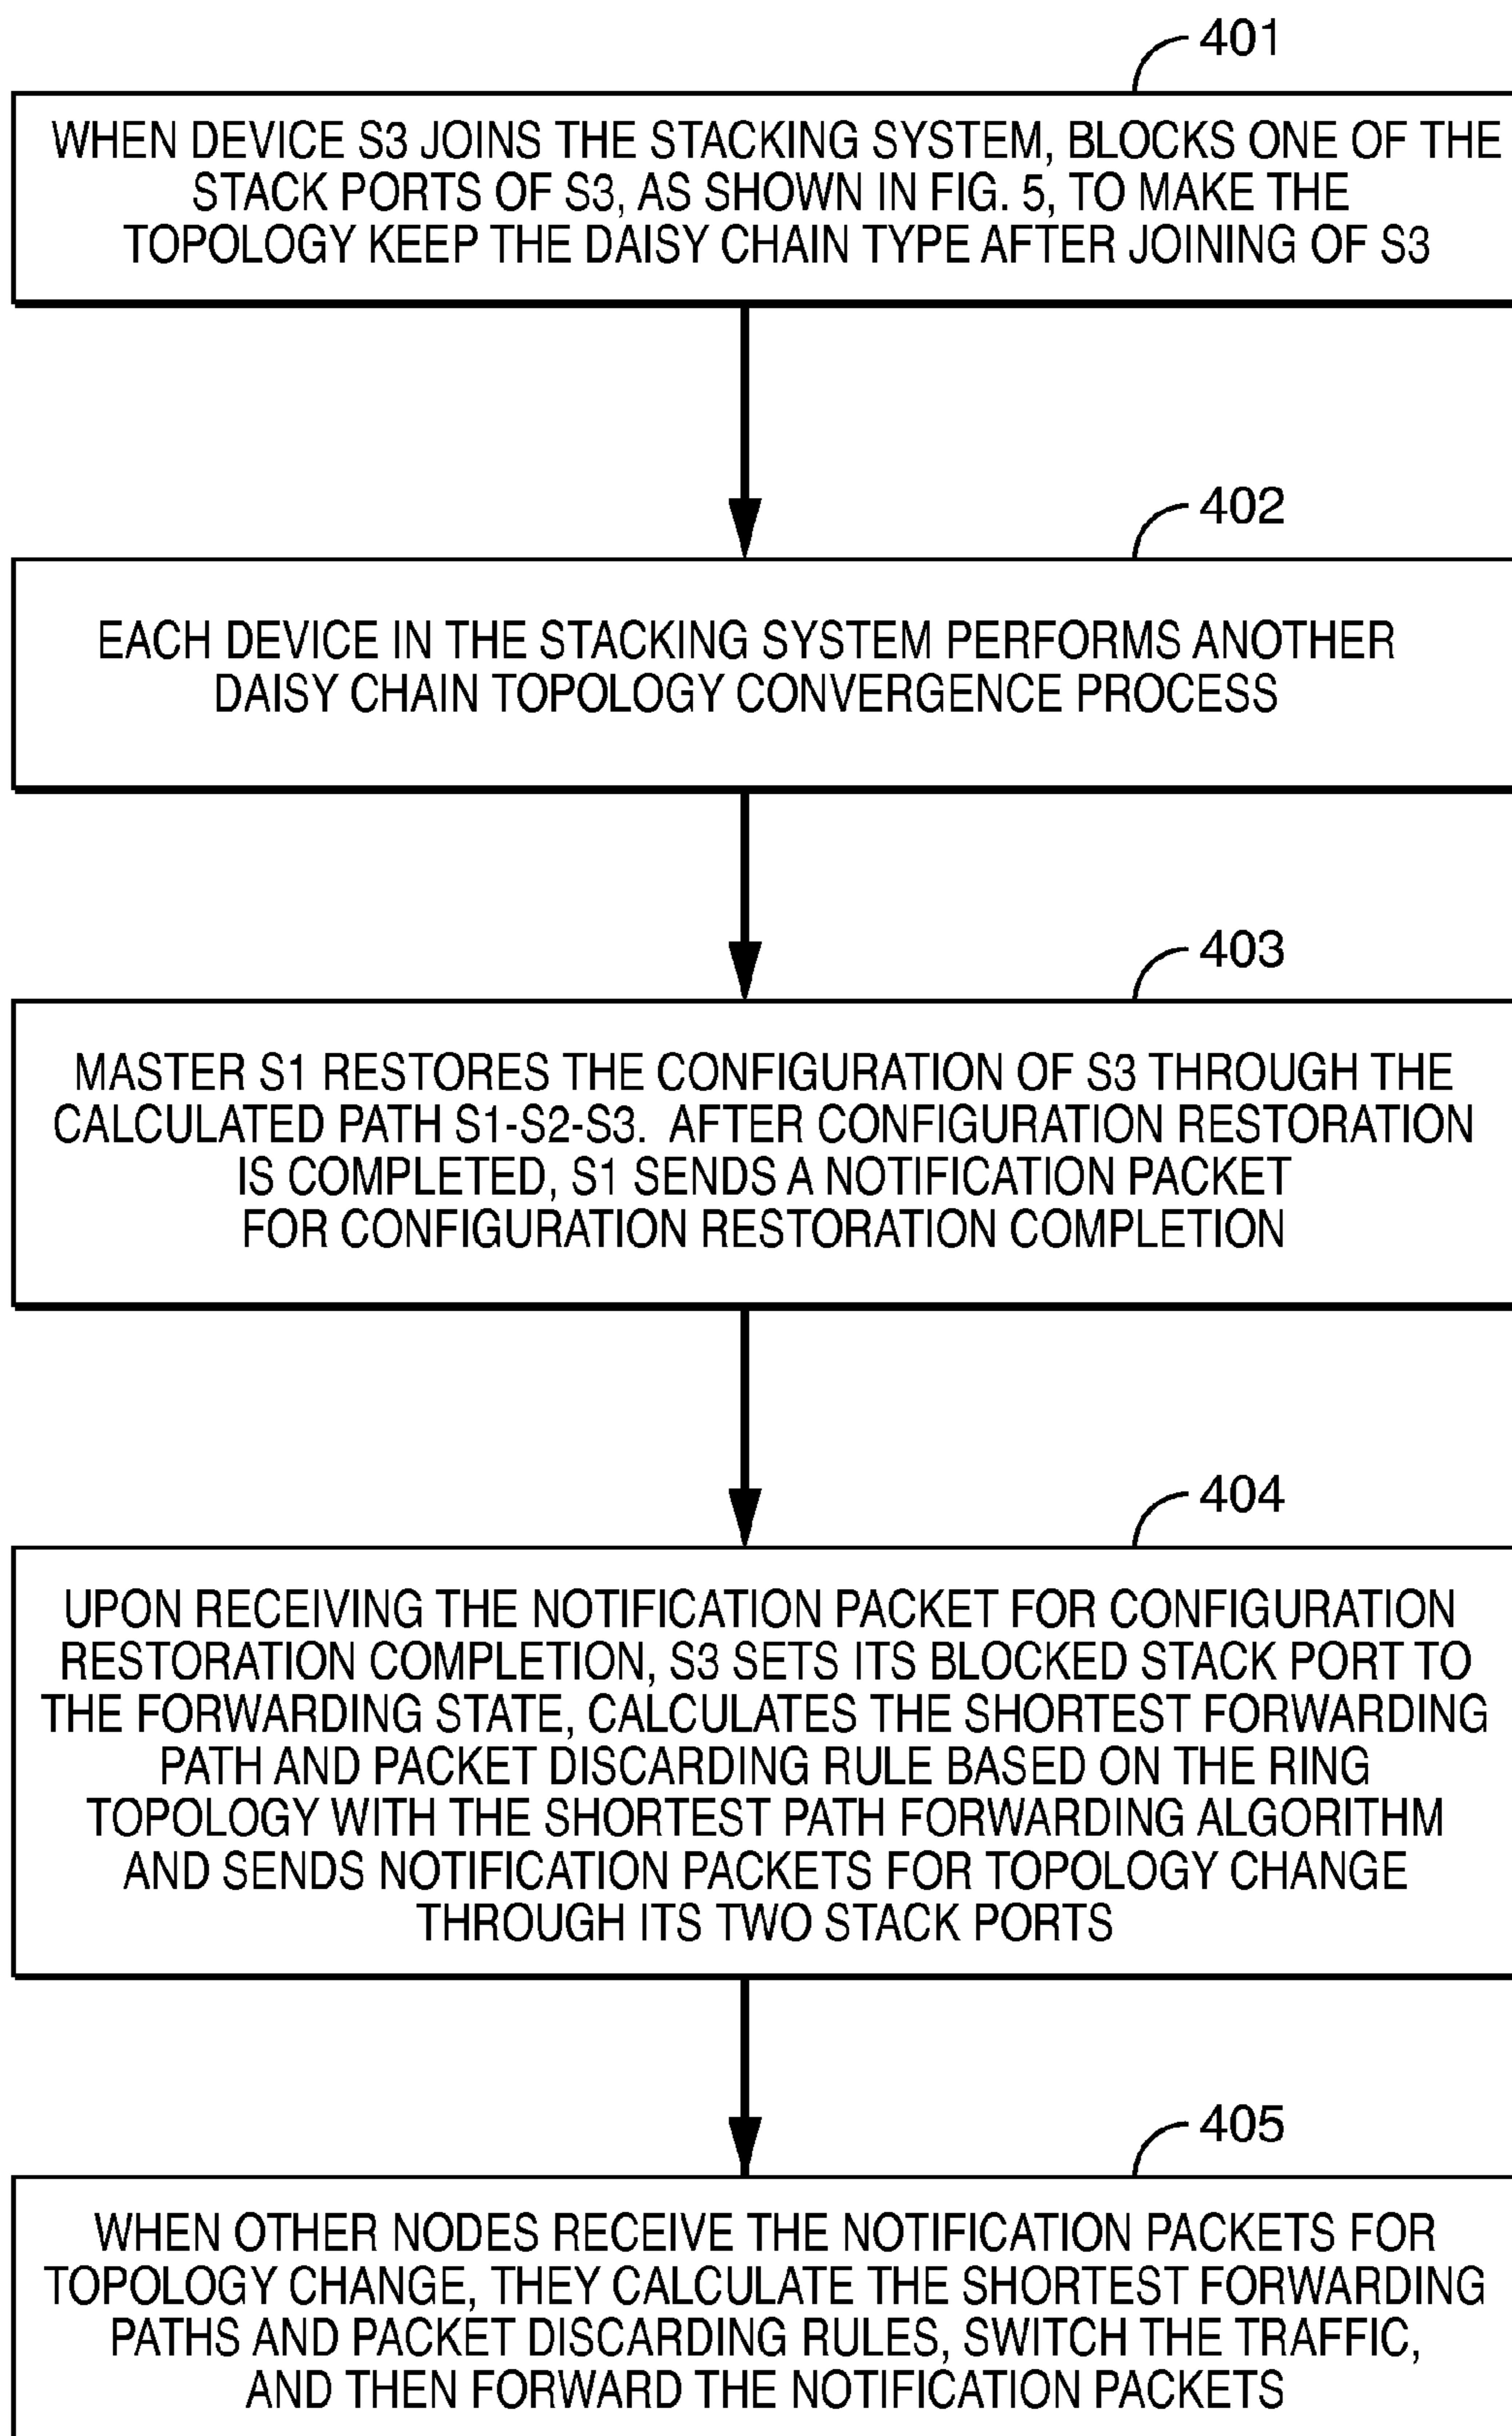 401
WHEN DEVICE S3 JOINS THE STACKING SYSTEM, BLOCKS ONE OF THE
STACK PORTS OF S3, AS SHOWN IN FIG. 5, TO MAKE THE
TOPOLOGY KEEP THE DAISY CHAIN TYPE AFTER JOINING OF S3
402
EACH DEVICE IN THE STACKING SYSTEM PERFORMS ANOTHER
DAISY CHAIN TOPOLOGY CONVERGENCE PROCESS
403
MASTER S1 RESTORES THE CONFIGURATION OF S3 THROUGH THE
CALCULATED PATH S1-S2-S3. AFTER CONFIGURATION RESTORATION
IS COMPLETED, S1 SENDS A NOTIFICATION PACKET
FOR CONFIGURATION RESTORATION COMPLETION
404
UPON RECEIVING THE NOTIFICATION PACKET FOR CONFIGURATION
RESTORATION COMPLETION, S3 SETS ITS BLOCKED STACK PORT TO
THE FORWARDING STATE, CALCULATES THE SHORTEST FORWARDING
PATH AND PACKET DISCARDING RULE BASED ON THE RING
TOPOLOGY WITH THE SHORTEST PATH FORWARDING ALGORITHM
AND SENDS NOTIFICATION PACKETS FOR TOPOLOGY CHANGE
THROUGH ITS TWO STACK PORTS
405
WHEN OTHER NODES RECEIVE THE NOTIFICATION PACKETS FOR
TOPOLOGY CHANGE, THEY CALCULATE THE SHORTEST FORWARDING
PATHS AND PACKET DISCARDING RULES, SWITCH THE TRAFFIC,
AND THEN FORWARD THE NOTIFICATION PACKETS